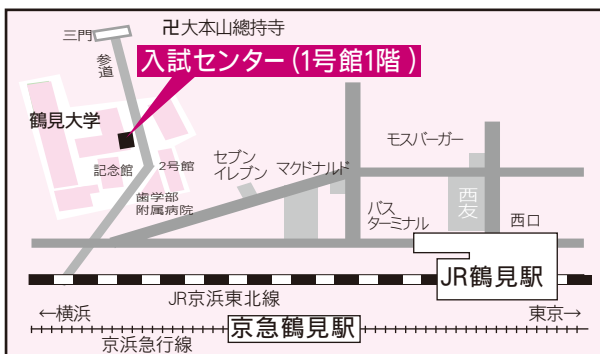 卍大本山總持寺
三門
参道
入試センター(1号館1階 )
鶴見大学
記念館
2号館
歯学部
附属病院
セブン
イレブン
マクドナルド
モスバーガー
西友
バス
ターミナル
西口
JR鶴見駅
JR京浜東北線
←横浜
東京→
京急鶴見駅
京浜急行線